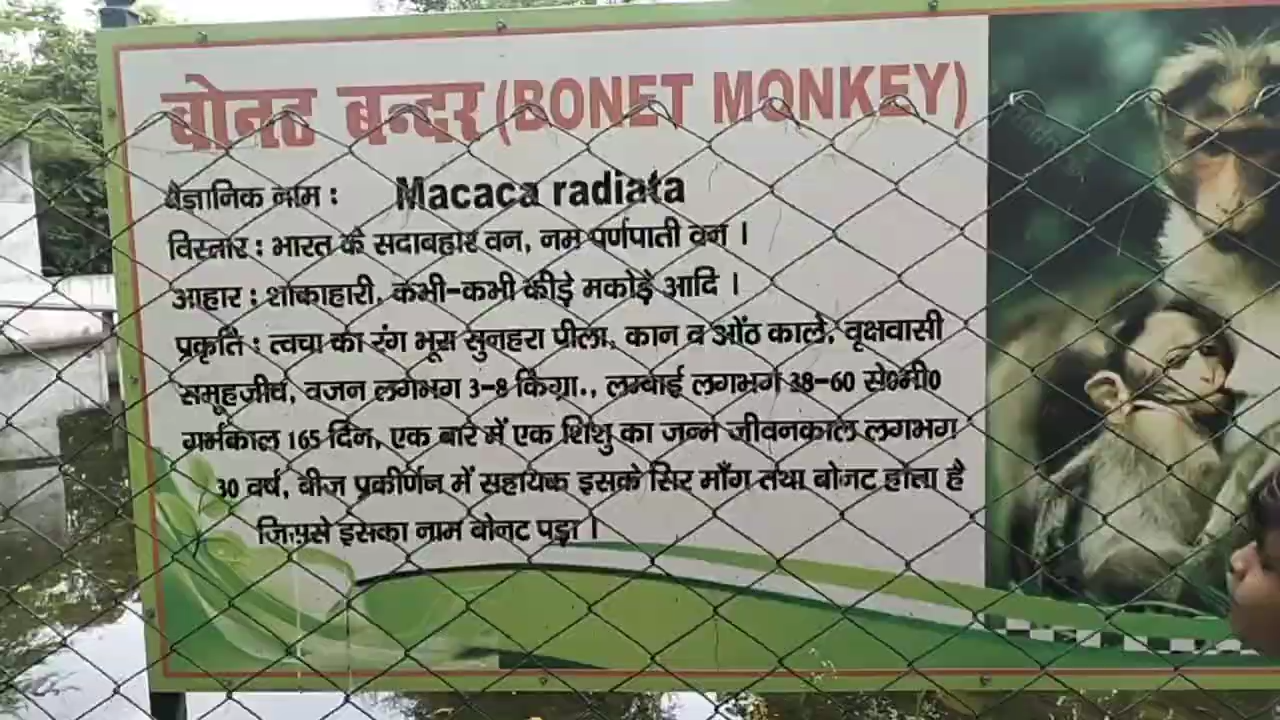 बोनट बन्दर (BONET MONKEY)
वैज्ञानिक नाम : Macaca radiata
विस्तार : भारत के सदाबहार वन, नम पर्णपाती वन ।
आहार : शाकाहारी, कभी-कभी कीड़े मकोड़े आदि ।
प्रकृति : त्वचा का रंग भूरा सुनहरा पीला, कान व ओंठ काले, वृक्षवासी
समूहजीव, वजन लगभग 3-8 किग्रा., लम्बाई लगभग 38-60 से०मी०
गर्भकाल 165 दिन, एक बार में एक शिशु का जन्म जीवनकाल लगभग
30 वर्ष, बीज प्रकीर्णन में सहायक इसके सिर माँग तथा बोनट होता है
जिससे इसका नाम बोनट पड़ा ।